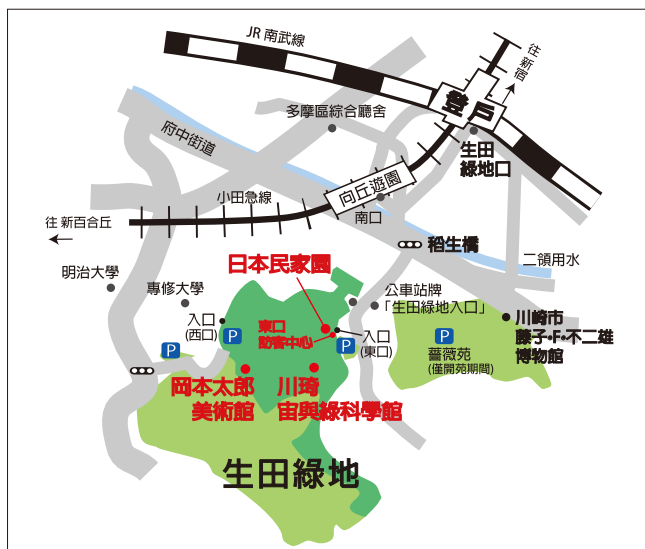 JR 南武線
往 新宿
登戶
多摩區綜合廳舍
府中街道
生田
綠地口
向丘遊園
小田急線
南口
往 新百合丘
稻生橋
二領用水
日本民家園
明治大學
專修大學
公車站牌
「生田綠地入口」
入口
(西口)
P
東口
訪客中心
入口
(東口)
P
P
P
薔薇苑
(僅開苑期間)
川崎市
藤子·F·不二雄
博物館
岡本太郎
美術館
川琦
宙與綠科學館
生田綠地